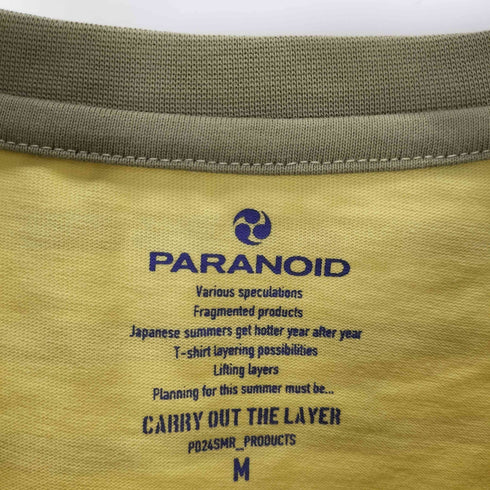 PARANOID
Various speculations
Fragmented products
Japanese summers get hotter year after year
T-shirt layering possibilities
Lifting layers
Planning for this summer must be...
CARRY OUT THE LAYER
PD24SMR_PRODUCTS
M